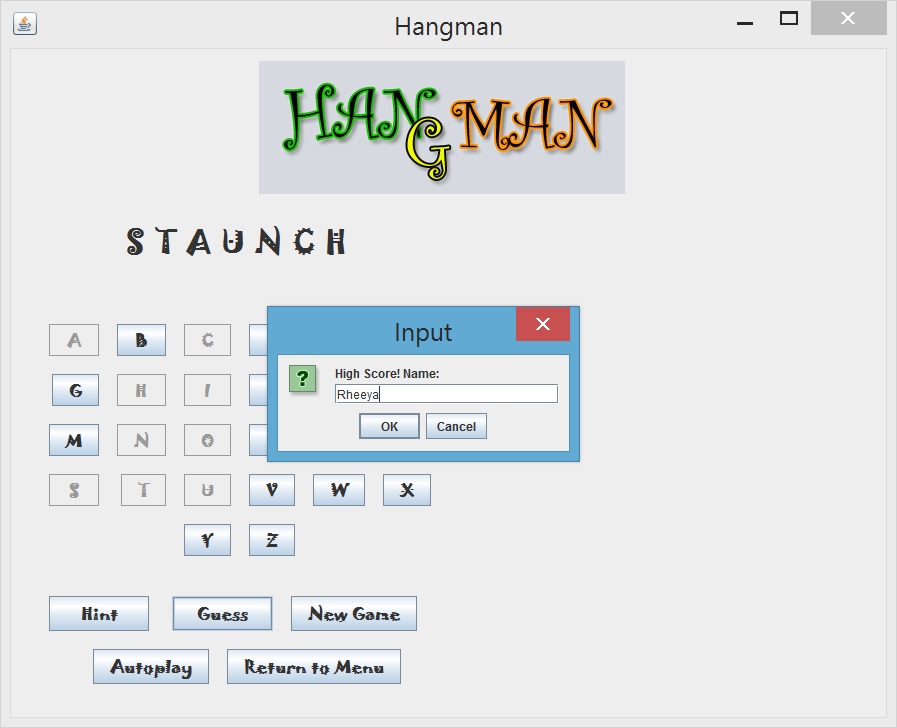 Hangman
HANGMAN
STAUNCH
A B C
Input
High Score! Name:
Rheeya
OK Cancel
G H I
M N O
S T U V W X
Y Z
Hint Guess New Game
Autoplay Return to Menu